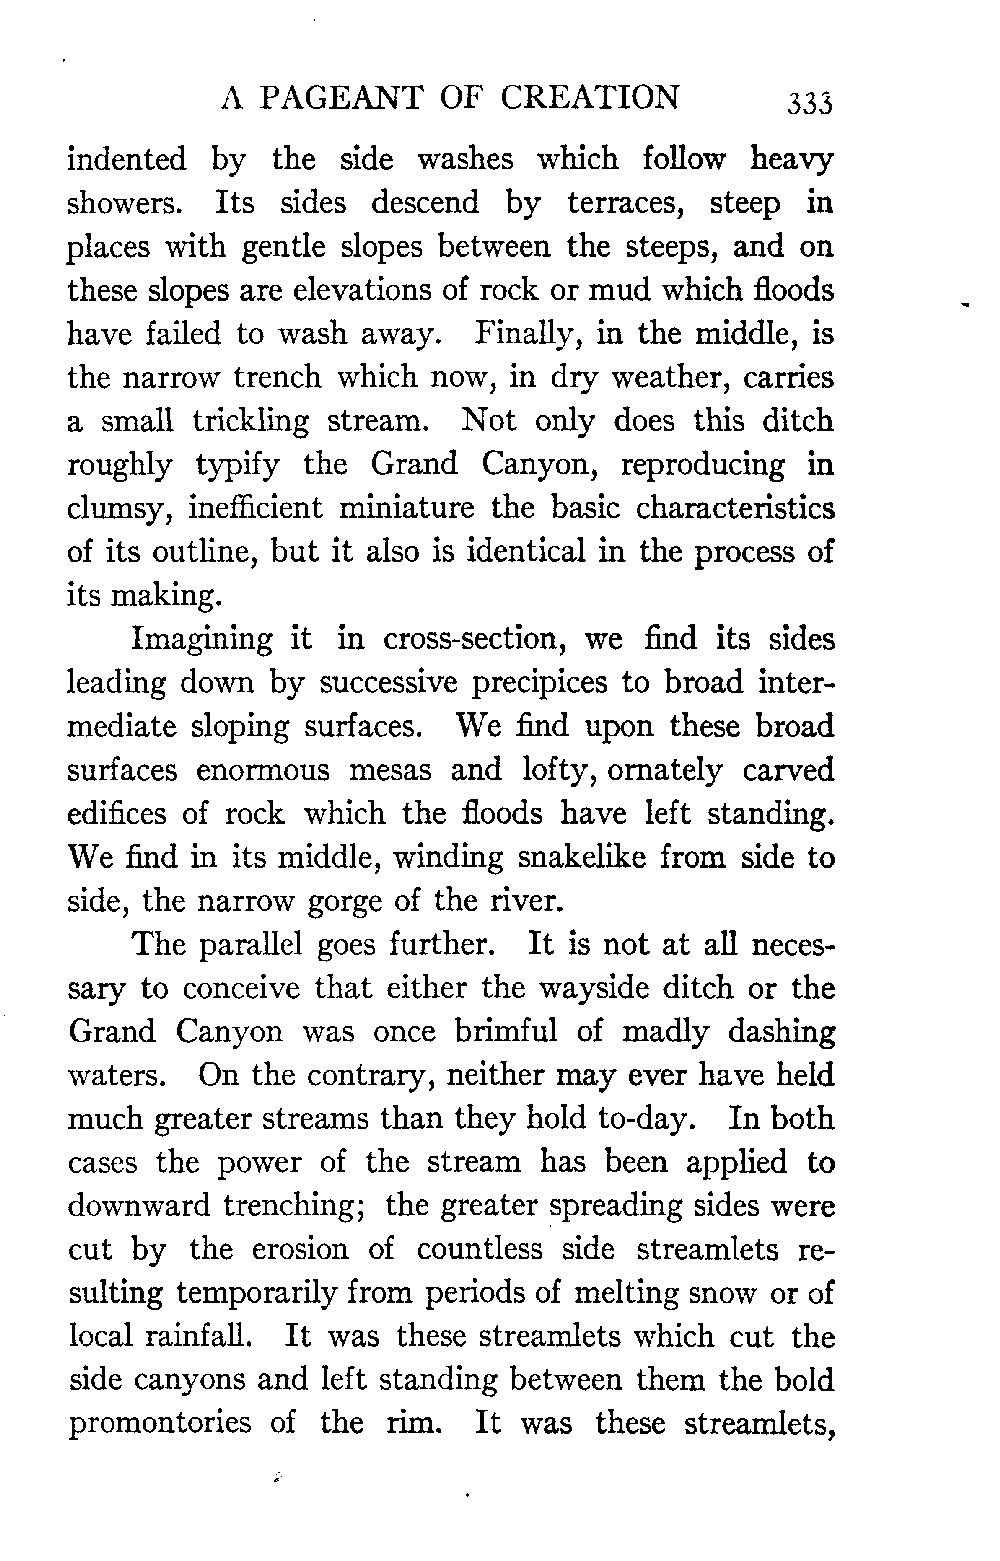 A PAGEANT OF CREATION 333
indented by the side washes which follow heavy
showers. Its sides descend by terraces, steep in
places with gentle slopes between the steeps, and on
these slopes are elevations of rock or mud which floods
have failed to wash away. Finally, in the middle, is
the narrow trench which now, in dry weather, carries
a small trickling stream. Not only does this ditch
roughly typify the Grand Canyon, reproducing in
clumsy, inefficient miniature the basic characteristics
of its outline, but it also is identical in the process of
its making.
Imagining it in cross-section, we find its sides
leading down by successive precipices to broad inter-
mediate sloping surfaces. We find upon these broad
surfaces enormous mesas and lofty, ornately carved
edifices of rock which the floods have left standing.
We find in its middle, winding snakelike from side to
side, the narrow gorge of the river.
The parallel goes further. It is not at all neces-
sary to conceive that either the wayside ditch or the
Grand Canyon was once brimful of madly dashing
waters. On the contrary, neither may ever have held
much greater streams than they hold to-day. In both
cases the power of the stream has been applied to
downward trenching; the greater spreading sides were
cut by the erosion of countless side streamlets re-
sulting temporarily from periods of melting snow or of
local rainfall. It was these streamlets which cut the
side canyons and left standing between them the bold
promontories of the rim. It was these streamlets,